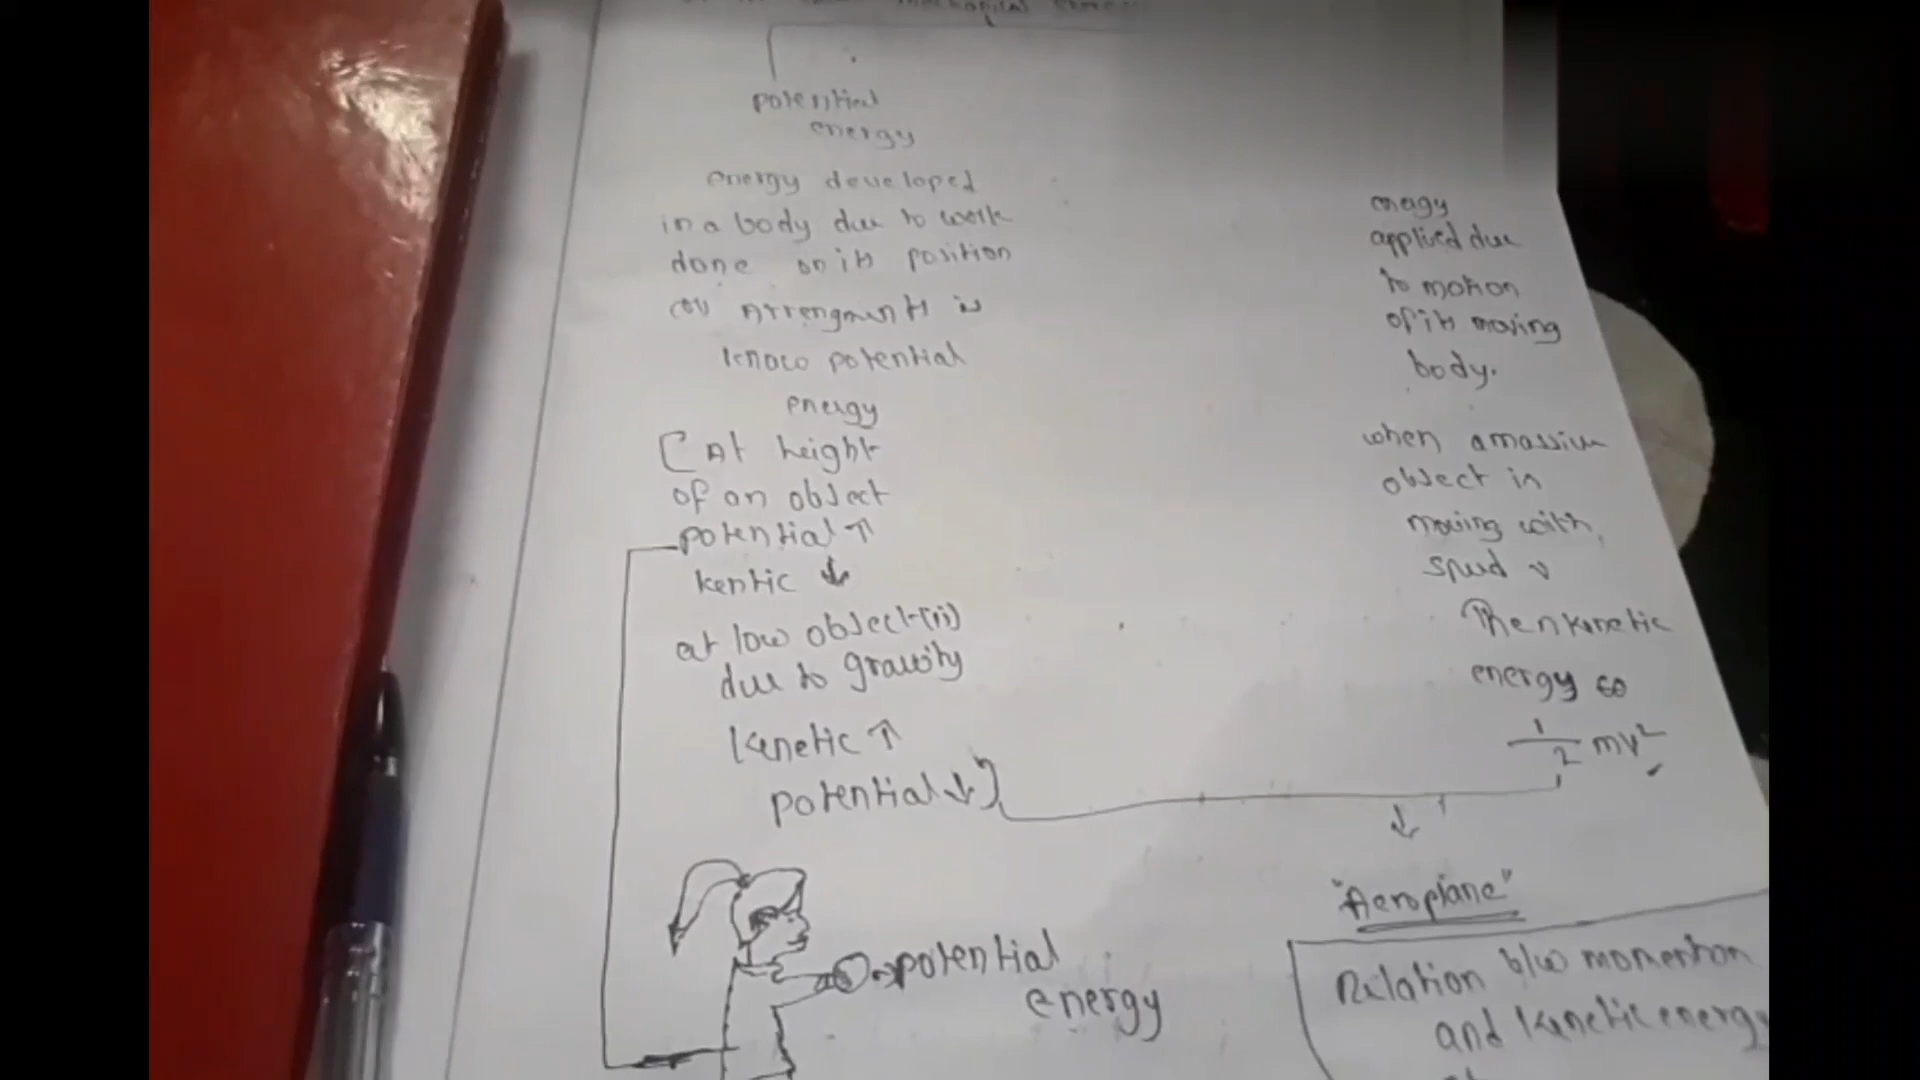 potential
energy
energy developed
in a body due to work
done on its position
(or) Arrengments is
know potential
energy
[ At height
of an object
potential ↑
kentic ↓
at low object (ii)
due to gravity
kinetic ↑
potential ↓ ]
potential
energy
energy
applied due
to motion
of its moving
body.
when a massive
object is
moving with
speed v
Then kinetic
energy
1/2 mv²
↓
"Aeroplane"
Relation b/w momenton
and kinetic energy